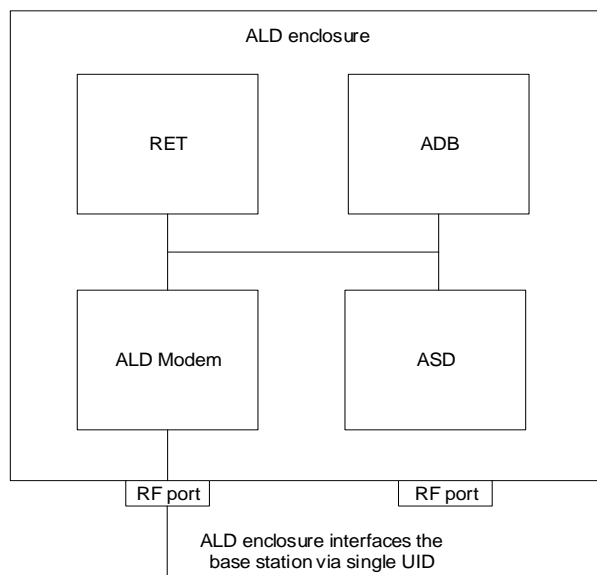 ALD enclosure
RET
ADB
ALD Modem
ASD
RF port
RF port
ALD enclosure interfaces the
base station via single UID